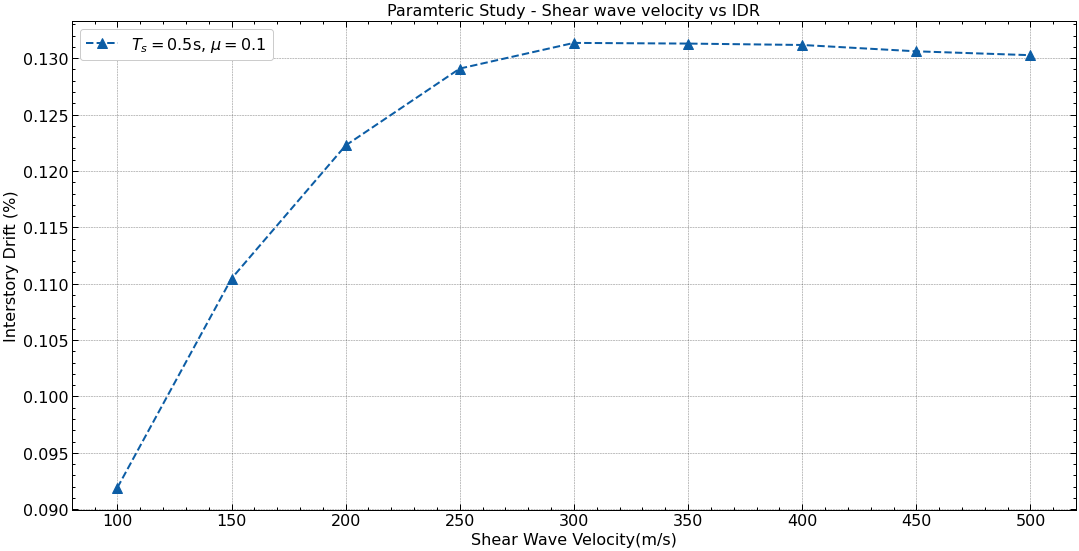 Paramteric Study - Shear wave velocity vs IDR
T_s = 0.5s, μ = 0.1
Interstory Drift (%)
0.130
0.125
0.120
0.115
0.110
0.105
0.100
0.095
0.090
100 150 200 250 300 350 400 450 500
Shear Wave Velocity(m/s)